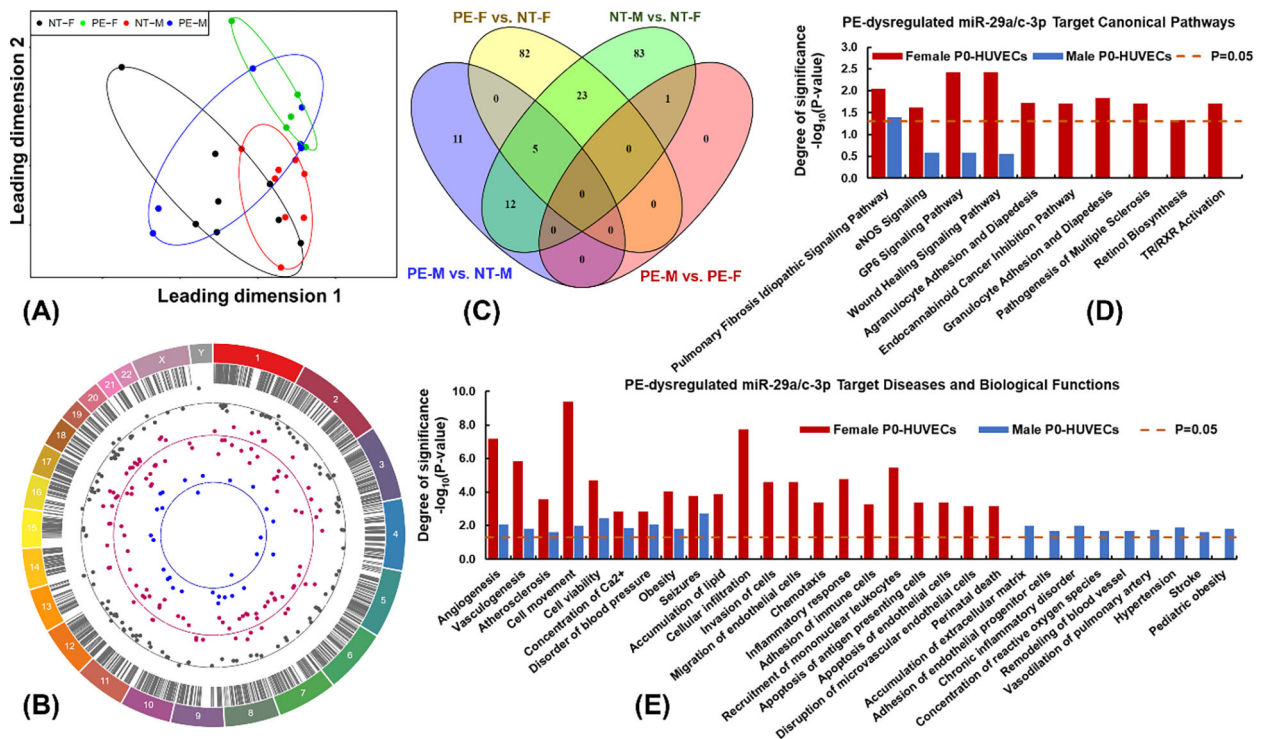 NT-F PE-F NT-M PE-M
Leading dimension 2
Leading dimension 1
(A)
PE-F vs. NT-F
NT-M vs. NT-F
82
83
0
23
1
11
5
0
0
12
0
0
0
0
0
PE-M vs. NT-M
PE-M vs. PE-F
(C)
PE-dysregulated miR-29a/c-3p Target Canonical Pathways
Female P0-HUVECs
Male P0-HUVECs
P=0.05
Degree of significance
-log10(P-value)
3.0
2.5
2.0
1.5
1.0
0.5
0.0
Pulmonary Fibrosis Idiopathic Signaling Pathway
eNOS Signaling
GP6 Signaling Pathway
Wound Healing Signaling Pathway
Agranulocyte Adhesion and Diapedesis
Endocannabinoid Cancer Inhibition Pathway
Granulocyte Adhesion and Diapedesis
Pathogenesis of Multiple Sclerosis
Retinol Biosynthesis
TR/RXR Activation
(D)
1
2
3
4
5
6
7
8
9
10
11
12
13
14
15
16
17
18
19
20
21
22
X
Y
(B)
PE-dysregulated miR-29a/c-3p Target Diseases and Biological Functions
Female P0-HUVECs
Male P0-HUVECs
P=0.05
Degree of significance
-log10(P-value)
10.0
8.0
6.0
4.0
2.0
0.0
Angiogenesis
Vasculogenesis
Atherosclerosis
Cell movement
Cell viability
Concentration of Ca2+
Disorder of blood pressure
Obesity
Seizures
Accumulation of lipid
Cellular infiltration
Invasion of cells
Migration of endothelial cells
Chemotaxis
Inflammatory response
Adhesion of immune cells
Recruitment of mononuclear leukocytes
Apoptosis of antigen presenting cells
Apoptosis of endothelial cells
Disruption of microvascular endothelial cells
Perinatal death
Accumulation of extracellular matrix
Adhesion of endothelial progenitor cells
Chronic inflammatory disorder
Concentration of reactive oxygen species
Remodeling of blood vessel
Vasodilation of pulmonary artery
Hypertension
Stroke
Pediatric obesity
(E)